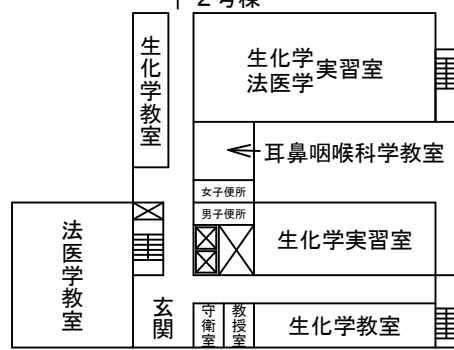 2号棟
生化学教室
生化学
法医学
実習室
耳鼻咽喉科学教室
女子便所
男子便所
法医学教室
生化学実習室
玄関
守衛室
教授室
生化学教室